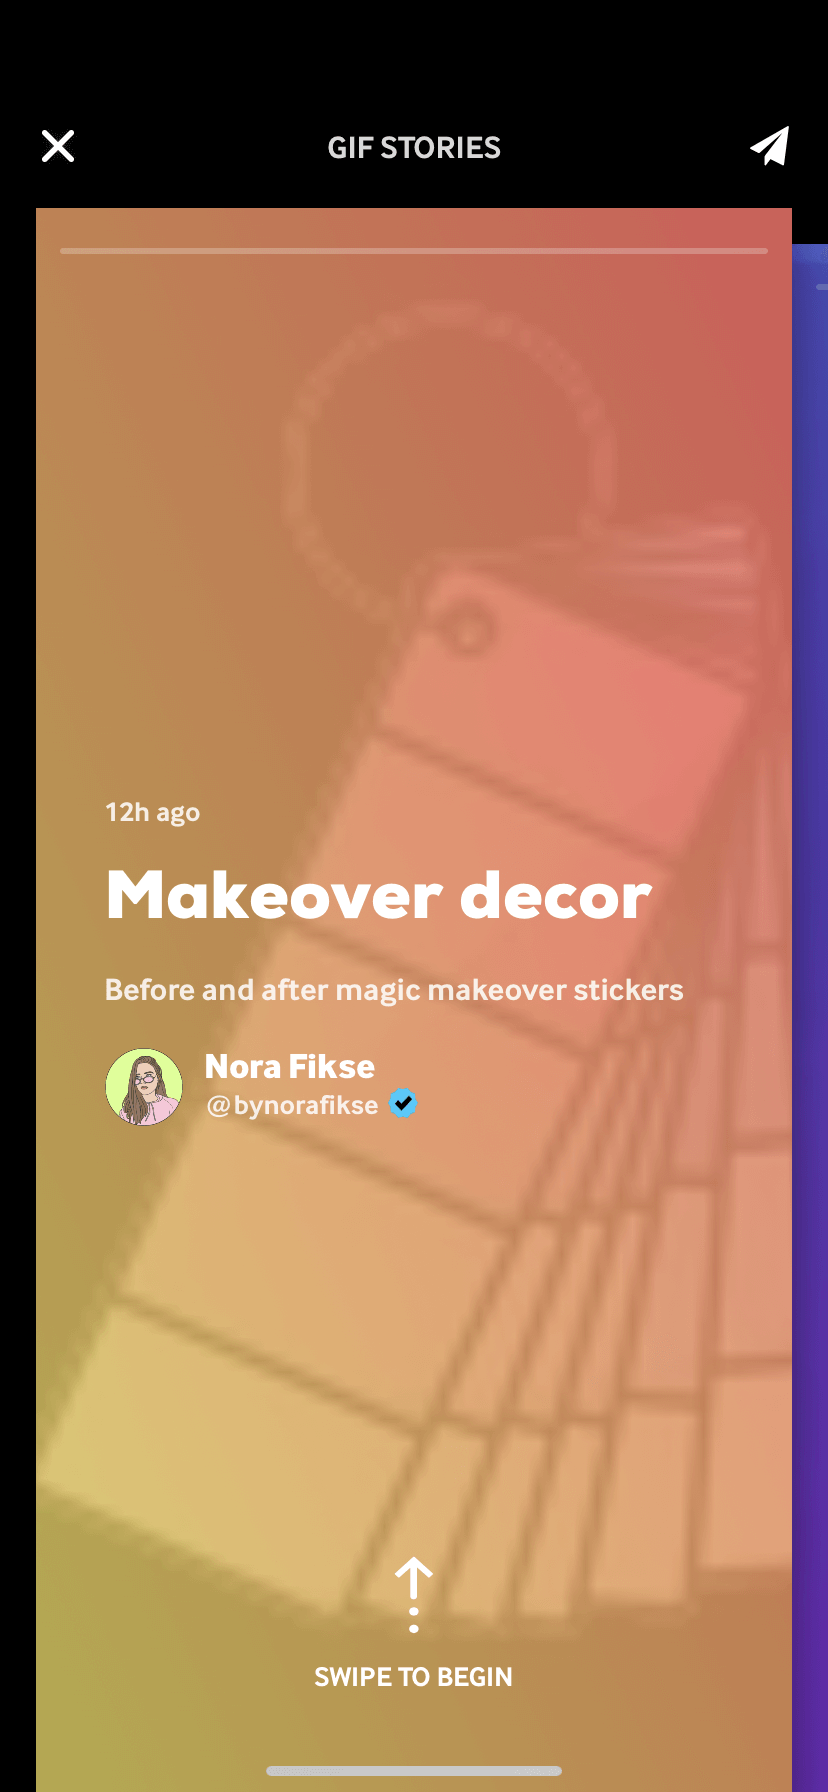 GIF STORIES
12h ago
Makeover decor
Before and after magic makeover stickers
Nora Fikse
@bynorafikse
SWIPE TO BEGIN